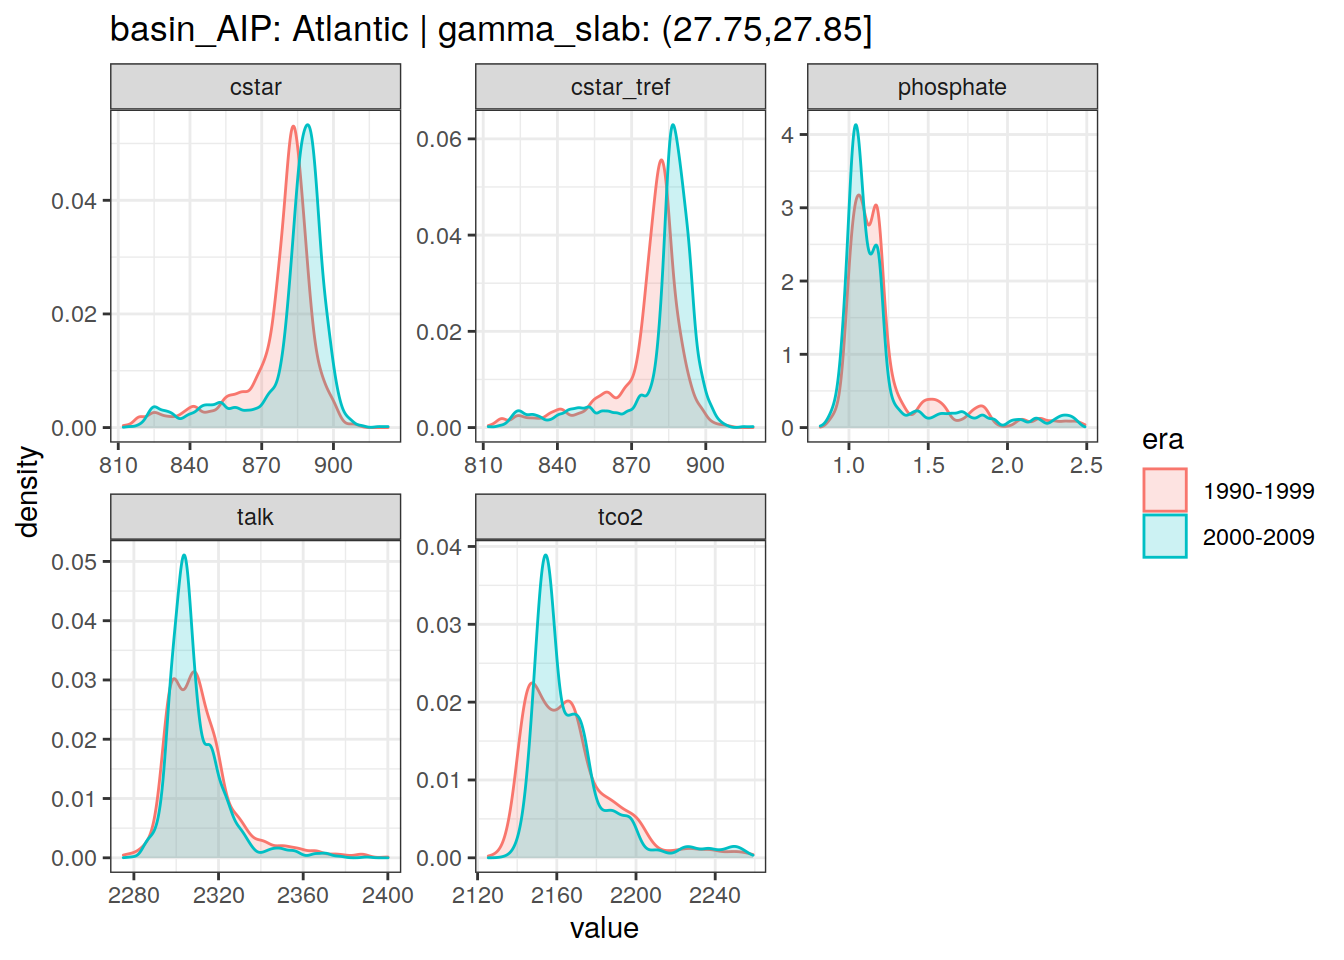 basin_AIP: Atlantic | gamma_slab: (27.75,27.85]
cstar
cstar_tref
phosphate
0.04
0.02
0.00
810 840 870 900
0.06
0.04
0.02
0.00
810 840 870 900
4
3
2
1
0
1.0 1.5 2.0 2.5
talk
tco2
0.05
0.04
0.03
0.02
0.01
0.00
2280 2320 2360 2400
0.04
0.03
0.02
0.01
0.00
2120 2160 2200 2240
density
value
era
1990-1999
2000-2009